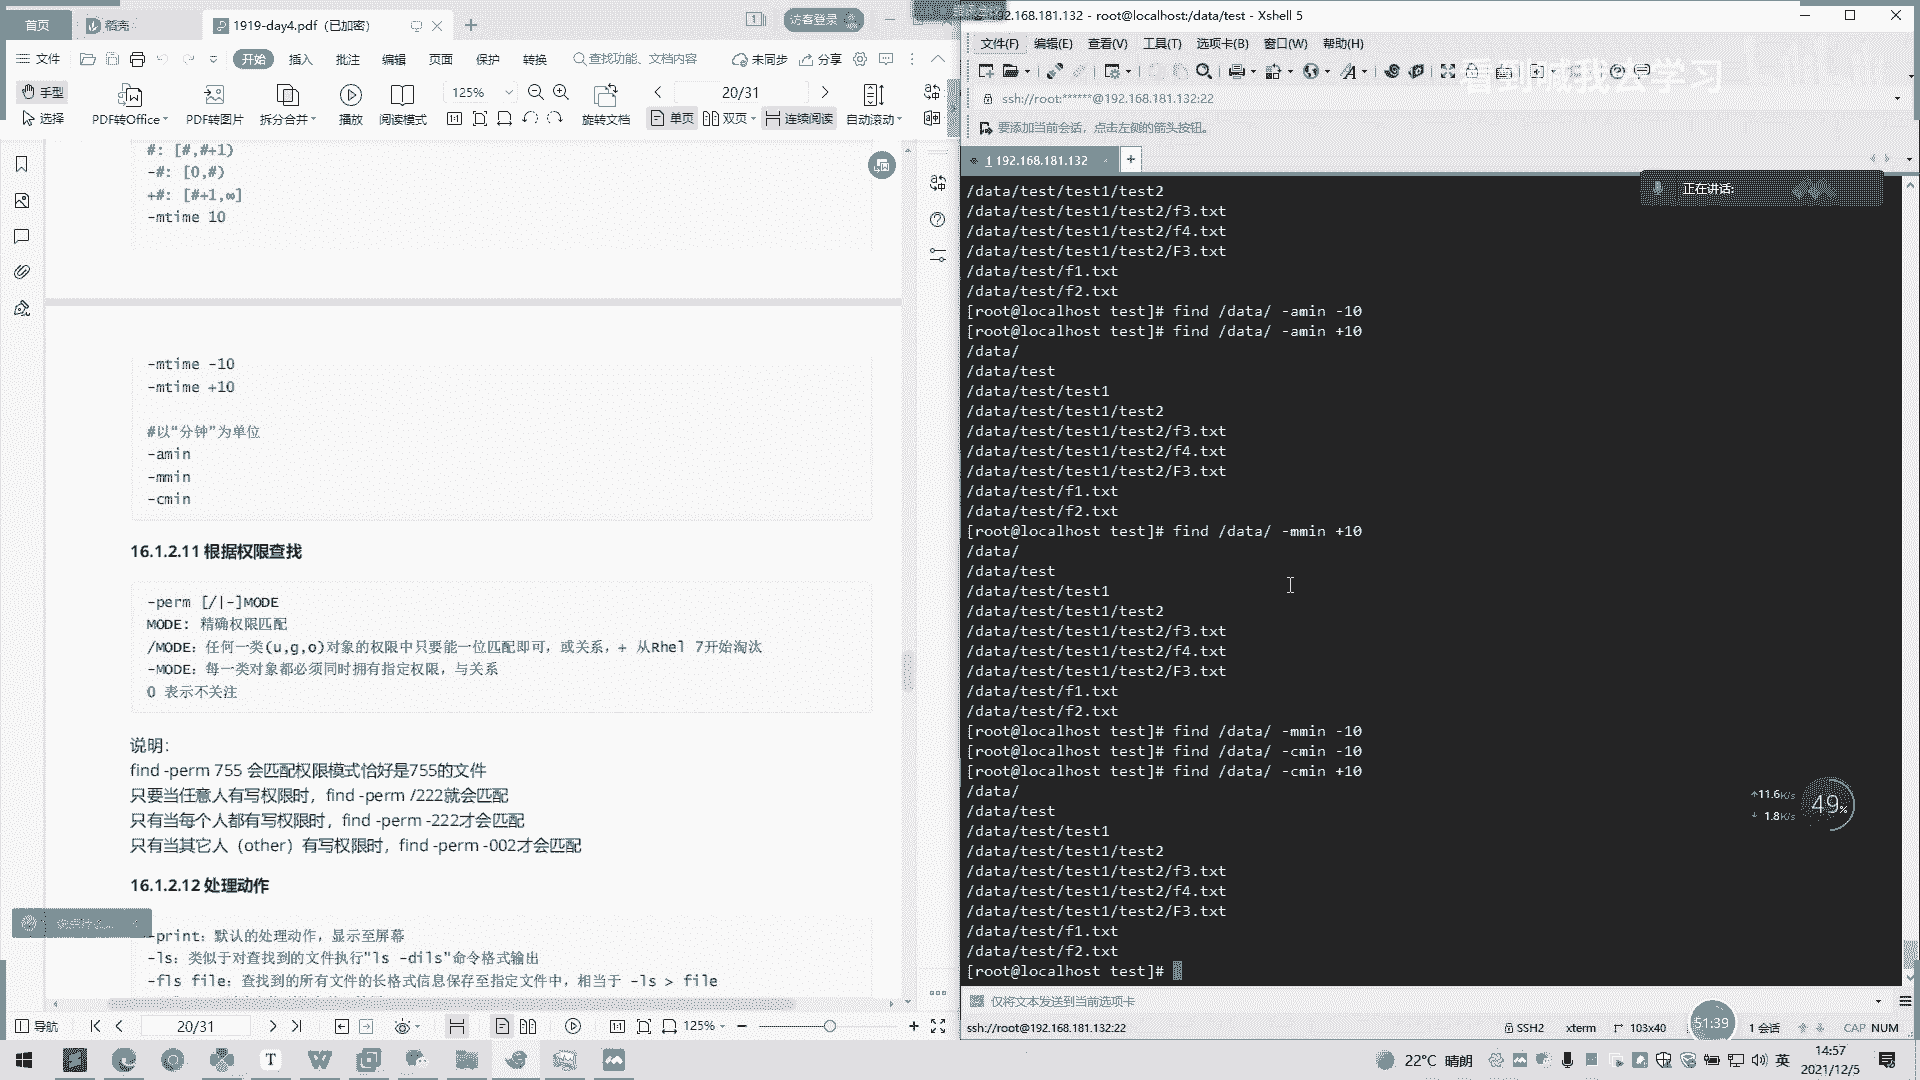 首页
稻壳
1919-day4.pdf（已加密）
访客登录
文件
开始
插入
批注
编辑
页面
保护
转换
查找功能、文档内容
未同步
分享
手型
选择
PDF转Office
PDF转图片
拆分合并
播放
阅读模式
125%
旋转文档
20/31
单页
双页
连续阅读
自动滚动
#: [#,#+1)
-#: [0,#)
+#: [#+1,∞]
-mtime 10
-mtime -10
-mtime +10
#以“分钟”为单位
-amin
-mmin
-cmin
16.1.2.11 根据权限查找
-perm [/|-]MODE
MODE: 精确权限匹配
/MODE: 任何一类(u,g,o)对象的权限中只要能一位匹配即可, 或关系, + 从Rhel 7开始淘汰
-MODE: 每一类对象都必须同时拥有指定权限, 与关系
0 表示不关注
说明：
find -perm 755 会匹配权限模式恰好是755的文件
只要当任意人有写权限时，find -perm /222就会匹配
只有当每个人都有写权限时，find -perm -222才会匹配
只有当其它人（other）有写权限时，find -perm -002才会匹配
16.1.2.12 处理动作
-print: 默认的处理动作, 显示至屏幕
-ls: 类似于对查找到的文件执行"ls -dils"命令格式输出
-fls file: 查找到的所有文件的长格式信息保存至指定文件中, 相当于 -ls > file
导航
20/31
125%
192.168.181.132 - root@localhost:/data/test - Xshell 5
文件(F) 编辑(E) 查看(V) 工具(T) 选项卡(B) 窗口(W) 帮助(H)
看到喊我去学习
ssh://root:******@192.168.181.132:22
要添加当前会话，点击左侧的箭头按钮。
1 192.168.181.132
正在讲话:
/data/test/test1/test2
/data/test/test1/test2/f3.txt
/data/test/test1/test2/f4.txt
/data/test/test1/test2/F3.txt
/data/test/f1.txt
/data/test/f2.txt
[root@localhost test]# find /data/ -amin -10
[root@localhost test]# find /data/ -amin +10
/data/
/data/test
/data/test/test1
/data/test/test1/test2
/data/test/test1/test2/f3.txt
/data/test/test1/test2/f4.txt
/data/test/test1/test2/F3.txt
/data/test/f1.txt
/data/test/f2.txt
[root@localhost test]# find /data/ -mmin +10
/data/
/data/test
/data/test/test1
/data/test/test1/test2
/data/test/test1/test2/f3.txt
/data/test/test1/test2/f4.txt
/data/test/test1/test2/F3.txt
/data/test/f1.txt
/data/test/f2.txt
[root@localhost test]# find /data/ -mmin -10
[root@localhost test]# find /data/ -cmin -10
[root@localhost test]# find /data/ -cmin +10
/data/
/data/test
/data/test/test1
/data/test/test1/test2
/data/test/test1/test2/f3.txt
/data/test/test1/test2/f4.txt
/data/test/test1/test2/F3.txt
/data/test/f1.txt
/data/test/f2.txt
[root@localhost test]#
11.6K/s
1.8K/s
49%
仅将文本发送到当前选项卡
ssh://root@192.168.181.132:22
SSH2
xterm
103x40
51:39
1 会话
CAP NUM
22°C 晴朗
英
14:57
2021/12/5